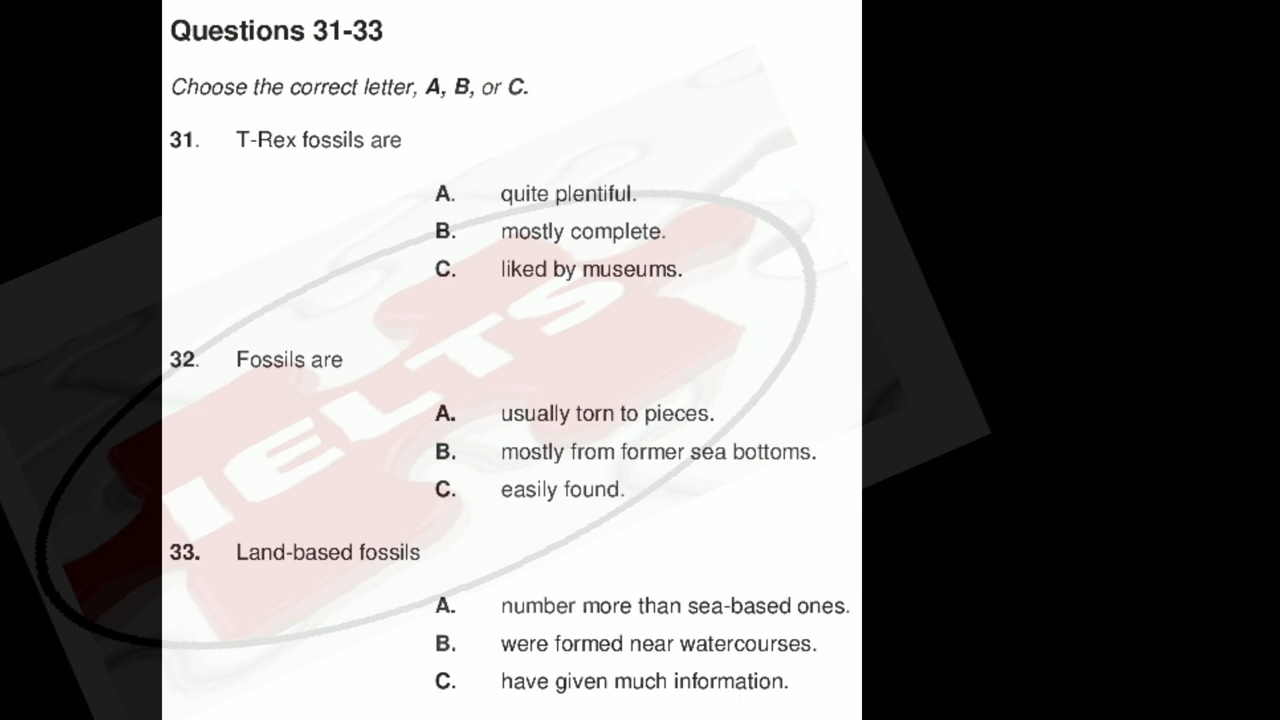 Questions 31-33
Choose the correct letter, A, B, or C.
31. T-Rex fossils are
A. quite plentiful.
B. mostly complete.
C. liked by museums.
32. Fossils are
A. usually torn to pieces.
B. mostly from former sea bottoms.
C. easily found.
33. Land-based fossils
A. number more than sea-based ones.
B. were formed near watercourses.
C. have given much information.
IELTS